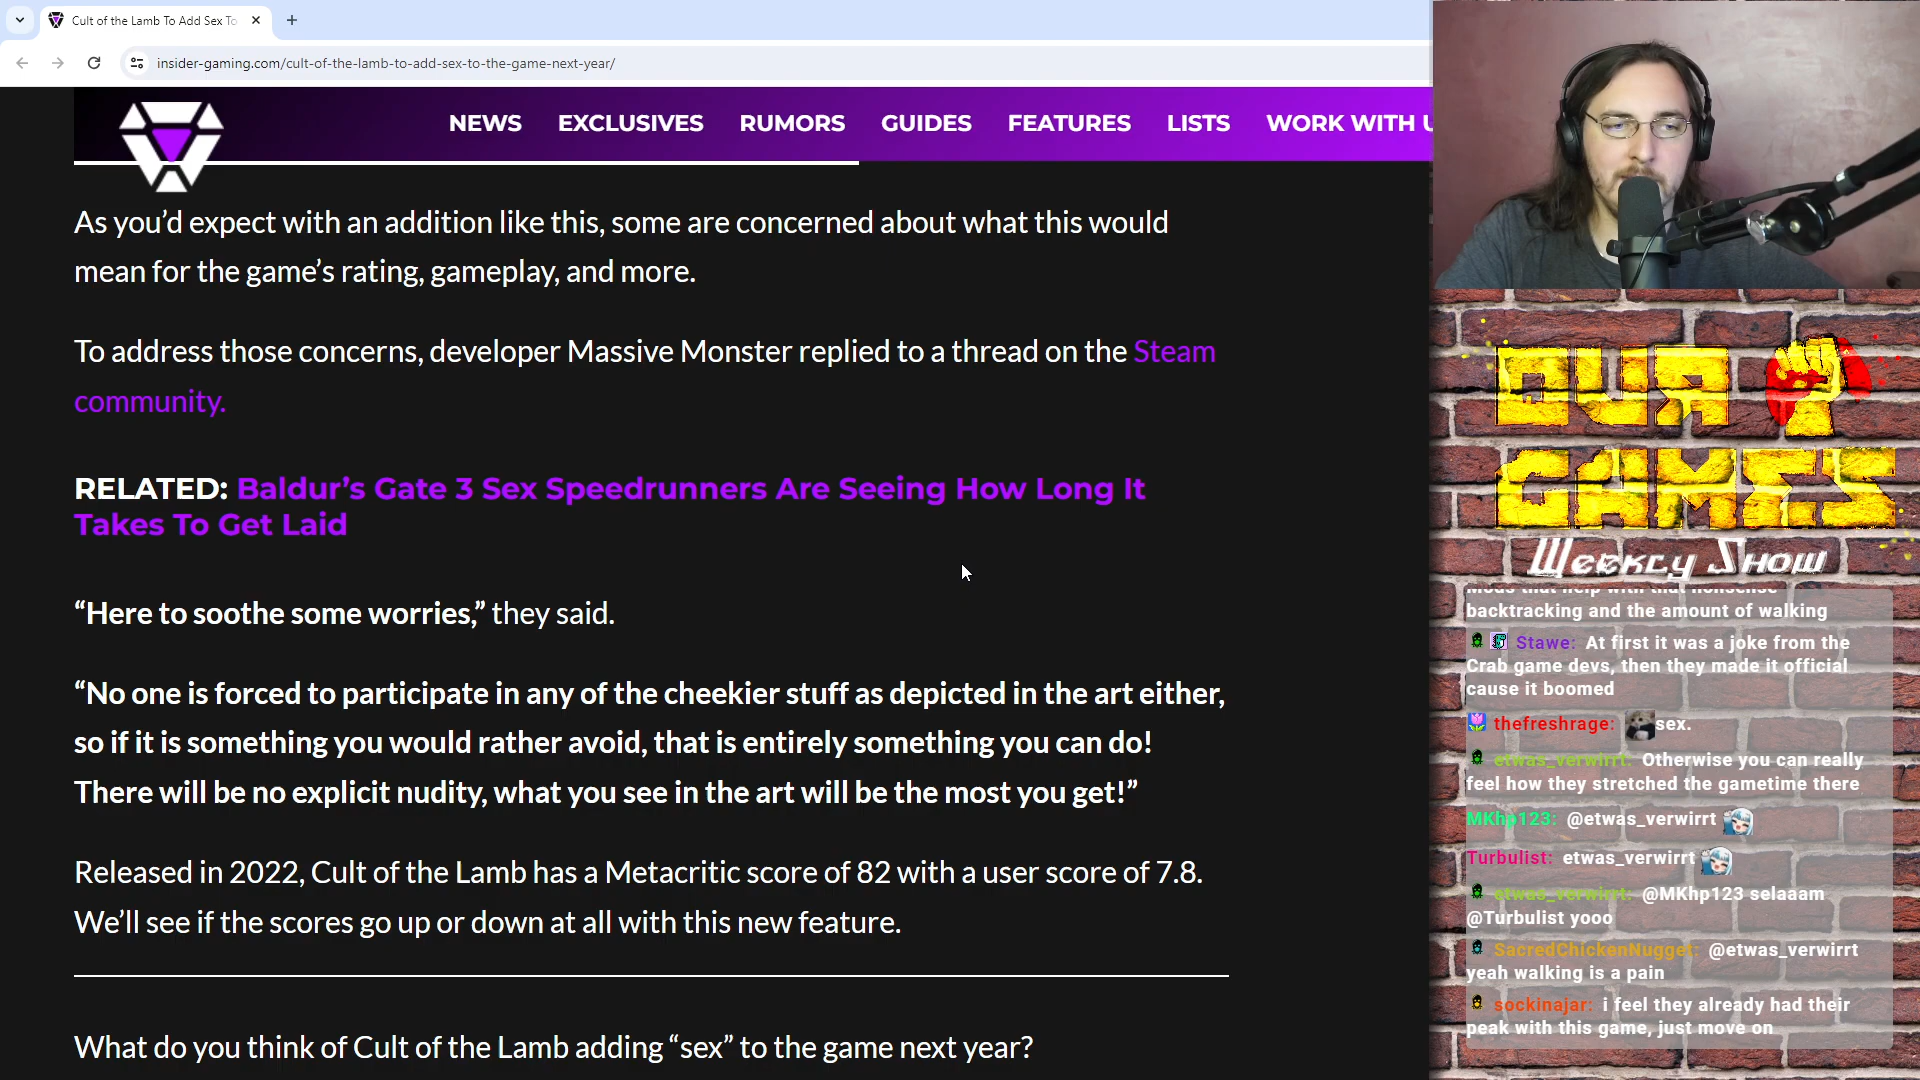 Cult of the Lamb To Add Sex To
insider-gaming.com/cult-of-the-lamb-to-add-sex-to-the-game-next-year/
NEWS EXCLUSIVES RUMORS GUIDES FEATURES LISTS WORK WITH U
As you’d expect with an addition like this, some are concerned about what this would
mean for the game’s rating, gameplay, and more.
To address those concerns, developer Massive Monster replied to a thread on the Steam
community.
RELATED: Baldur’s Gate 3 Sex Speedrunners Are Seeing How Long It
Takes To Get Laid
“Here to soothe some worries,” they said.
“No one is forced to participate in any of the cheekier stuff as depicted in the art either,
so if it is something you would rather avoid, that is entirely something you can do!
There will be no explicit nudity, what you see in the art will be the most you get!”
Released in 2022, Cult of the Lamb has a Metacritic score of 82 with a user score of 7.8.
We’ll see if the scores go up or down at all with this new feature.
What do you think of Cult of the Lamb adding “sex” to the game next year?
OUR
GAMES
Weekly Show
Mods that help with that nonsense
backtracking and the amount of walking
Stawe: At first it was a joke from the
Crab game devs, then they made it official
cause it boomed
thefreshrage: sex.
etwas_verwirrt: Otherwise you can really
feel how they stretched the gametime there
MKhp123: @etwas_verwirrt
Turbulist: etwas_verwirrt
etwas_verwirrt: @MKhp123 selaaam
@Turbulist yooo
SacredChickenNugget: @etwas_verwirrt
yeah walking is a pain
sockinajar: i feel they already had their
peak with this game, just move on